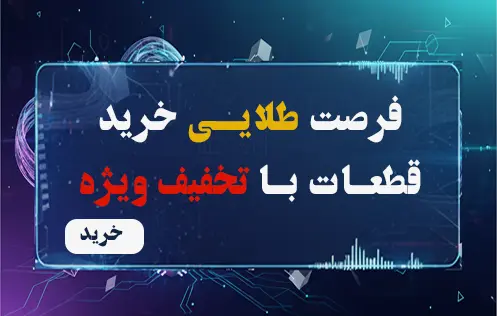 فرصت طلایی خرید
قطعات با تخفیف ویژه
خرید